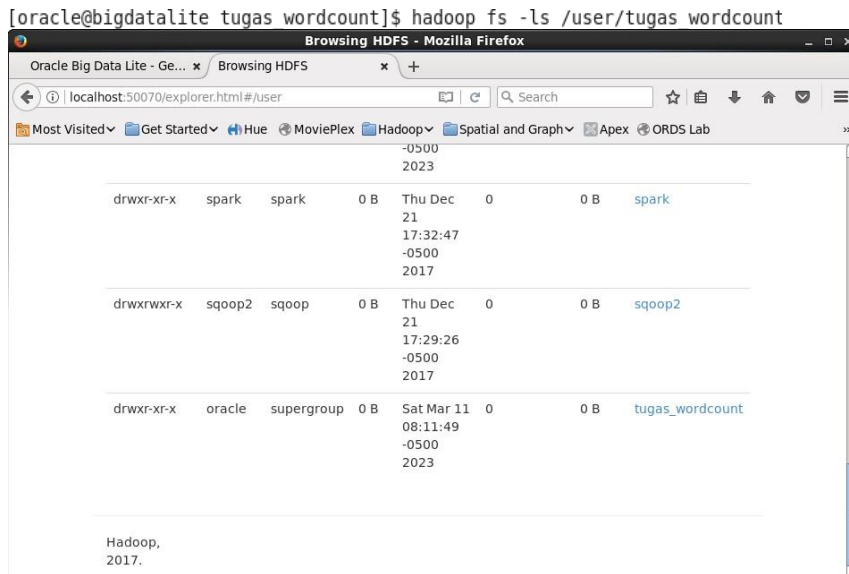 [oracle@bigdatalite tugas_wordcount]$ hadoop fs -ls /user/tugas_wordcount
Browsing HDFS - Mozilla Firefox
Oracle Big Data Lite - Ge... Browsing HDFS
localhost:50070/explorer.html#/user Search
Most Visited Get Started Hue MoviePlex Hadoop Spatial and Graph Apex ORDS Lab
-0500
2023
drwxr-xr-x spark spark 0 B Thu Dec 0 0 B spark
21
17:32:47
-0500
2017
drwxrwxr-x sqoop2 sqoop 0 B Thu Dec 0 0 B sqoop2
21
17:29:26
-0500
2017
drwxr-xr-x oracle supergroup 0 B Sat Mar 11 0 0 B tugas_wordcount
08:11:49
-0500
2023
Hadoop,
2017.